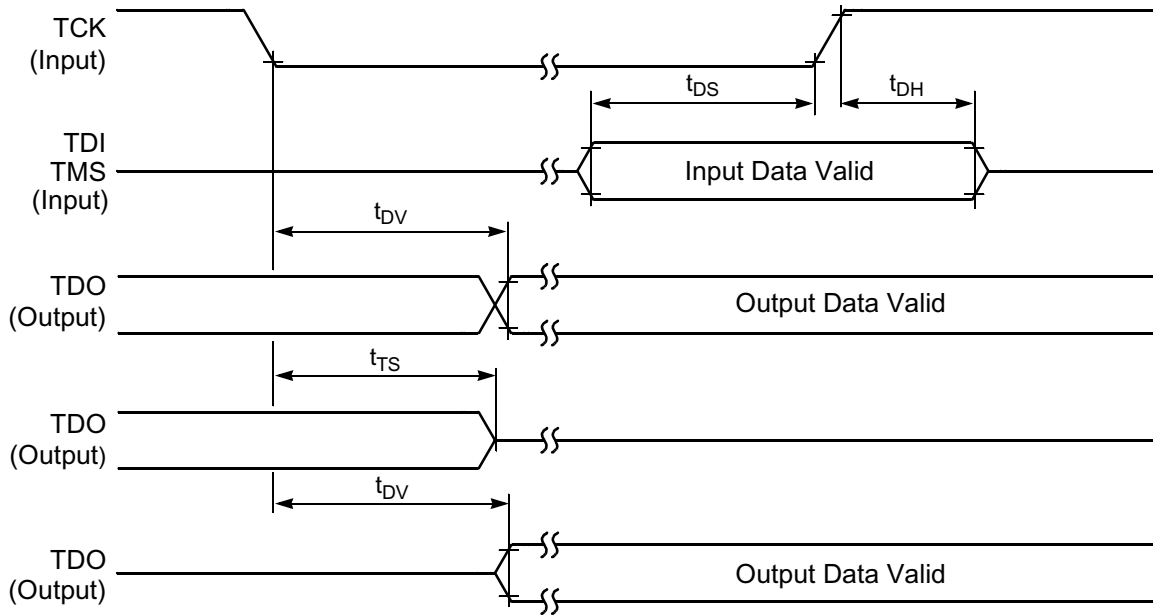 TCK
(Input)
tDS
tDH
TDI
TMS
(Input)
Input Data Valid
tDV
TDO
(Output)
Output Data Valid
tTS
TDO
(Output)
tDV
TDO
(Output)
Output Data Valid